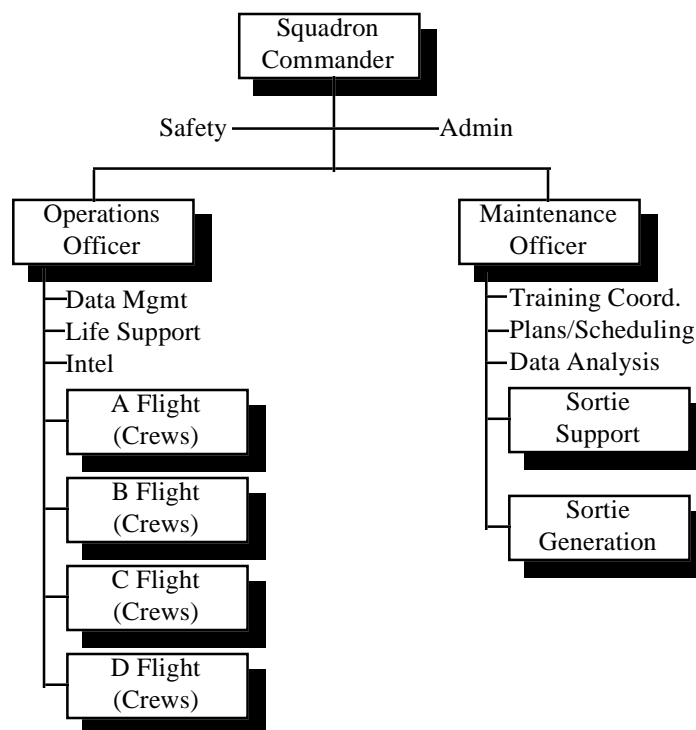 Squadron
Commander
Safety
Admin
Operations
Officer
Data Mgmt
Life Support
Intel
A Flight
(Crews)
B Flight
(Crews)
C Flight
(Crews)
D Flight
(Crews)
Maintenance
Officer
Training Coord.
Plans/Scheduling
Data Analysis
Sortie
Support
Sortie
Generation